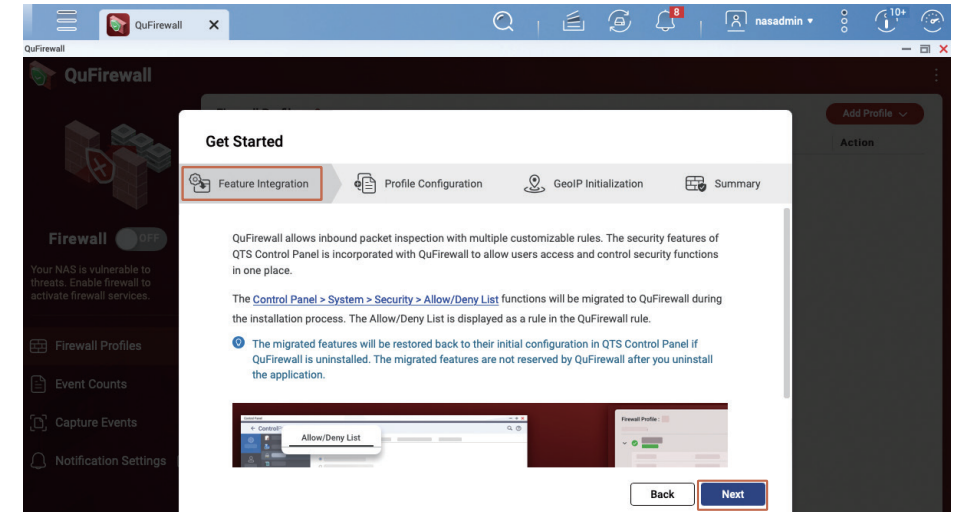 QuFirewall
8
nasadmin
10+
QuFirewall
QuFirewall
Add Profile
Action
Get Started
Feature Integration
Profile Configuration
GeoIP Initialization
Summary
Firewall OFF
Your NAS is vulnerable to
threats. Enable firewall to
activate firewall services.
Firewall Profiles
Event Counts
Capture Events
Notification Settings
QuFirewall allows inbound packet inspection with multiple customizable rules. The security features of
QTS Control Panel is incorporated with QuFirewall to allow users access and control security functions
in one place.
The Control Panel > System > Security > Allow/Deny List functions will be migrated to QuFirewall during
the installation process. The Allow/Deny List is displayed as a rule in the QuFirewall rule.
The migrated features will be restored back to their initial configuration in QTS Control Panel if
QuFirewall is uninstalled. The migrated features are not reserved by QuFirewall after you uninstall
the application.
Allow/Deny List
Firewall Profile :
Back
Next